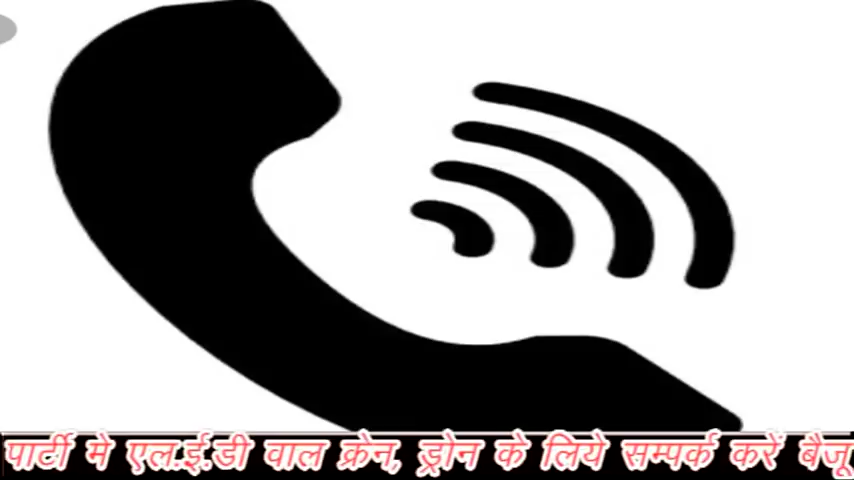 पार्टी मे एल.ई.डी वाल क्रेन, ड्रोन के लिये सम्पर्क करें बैजू